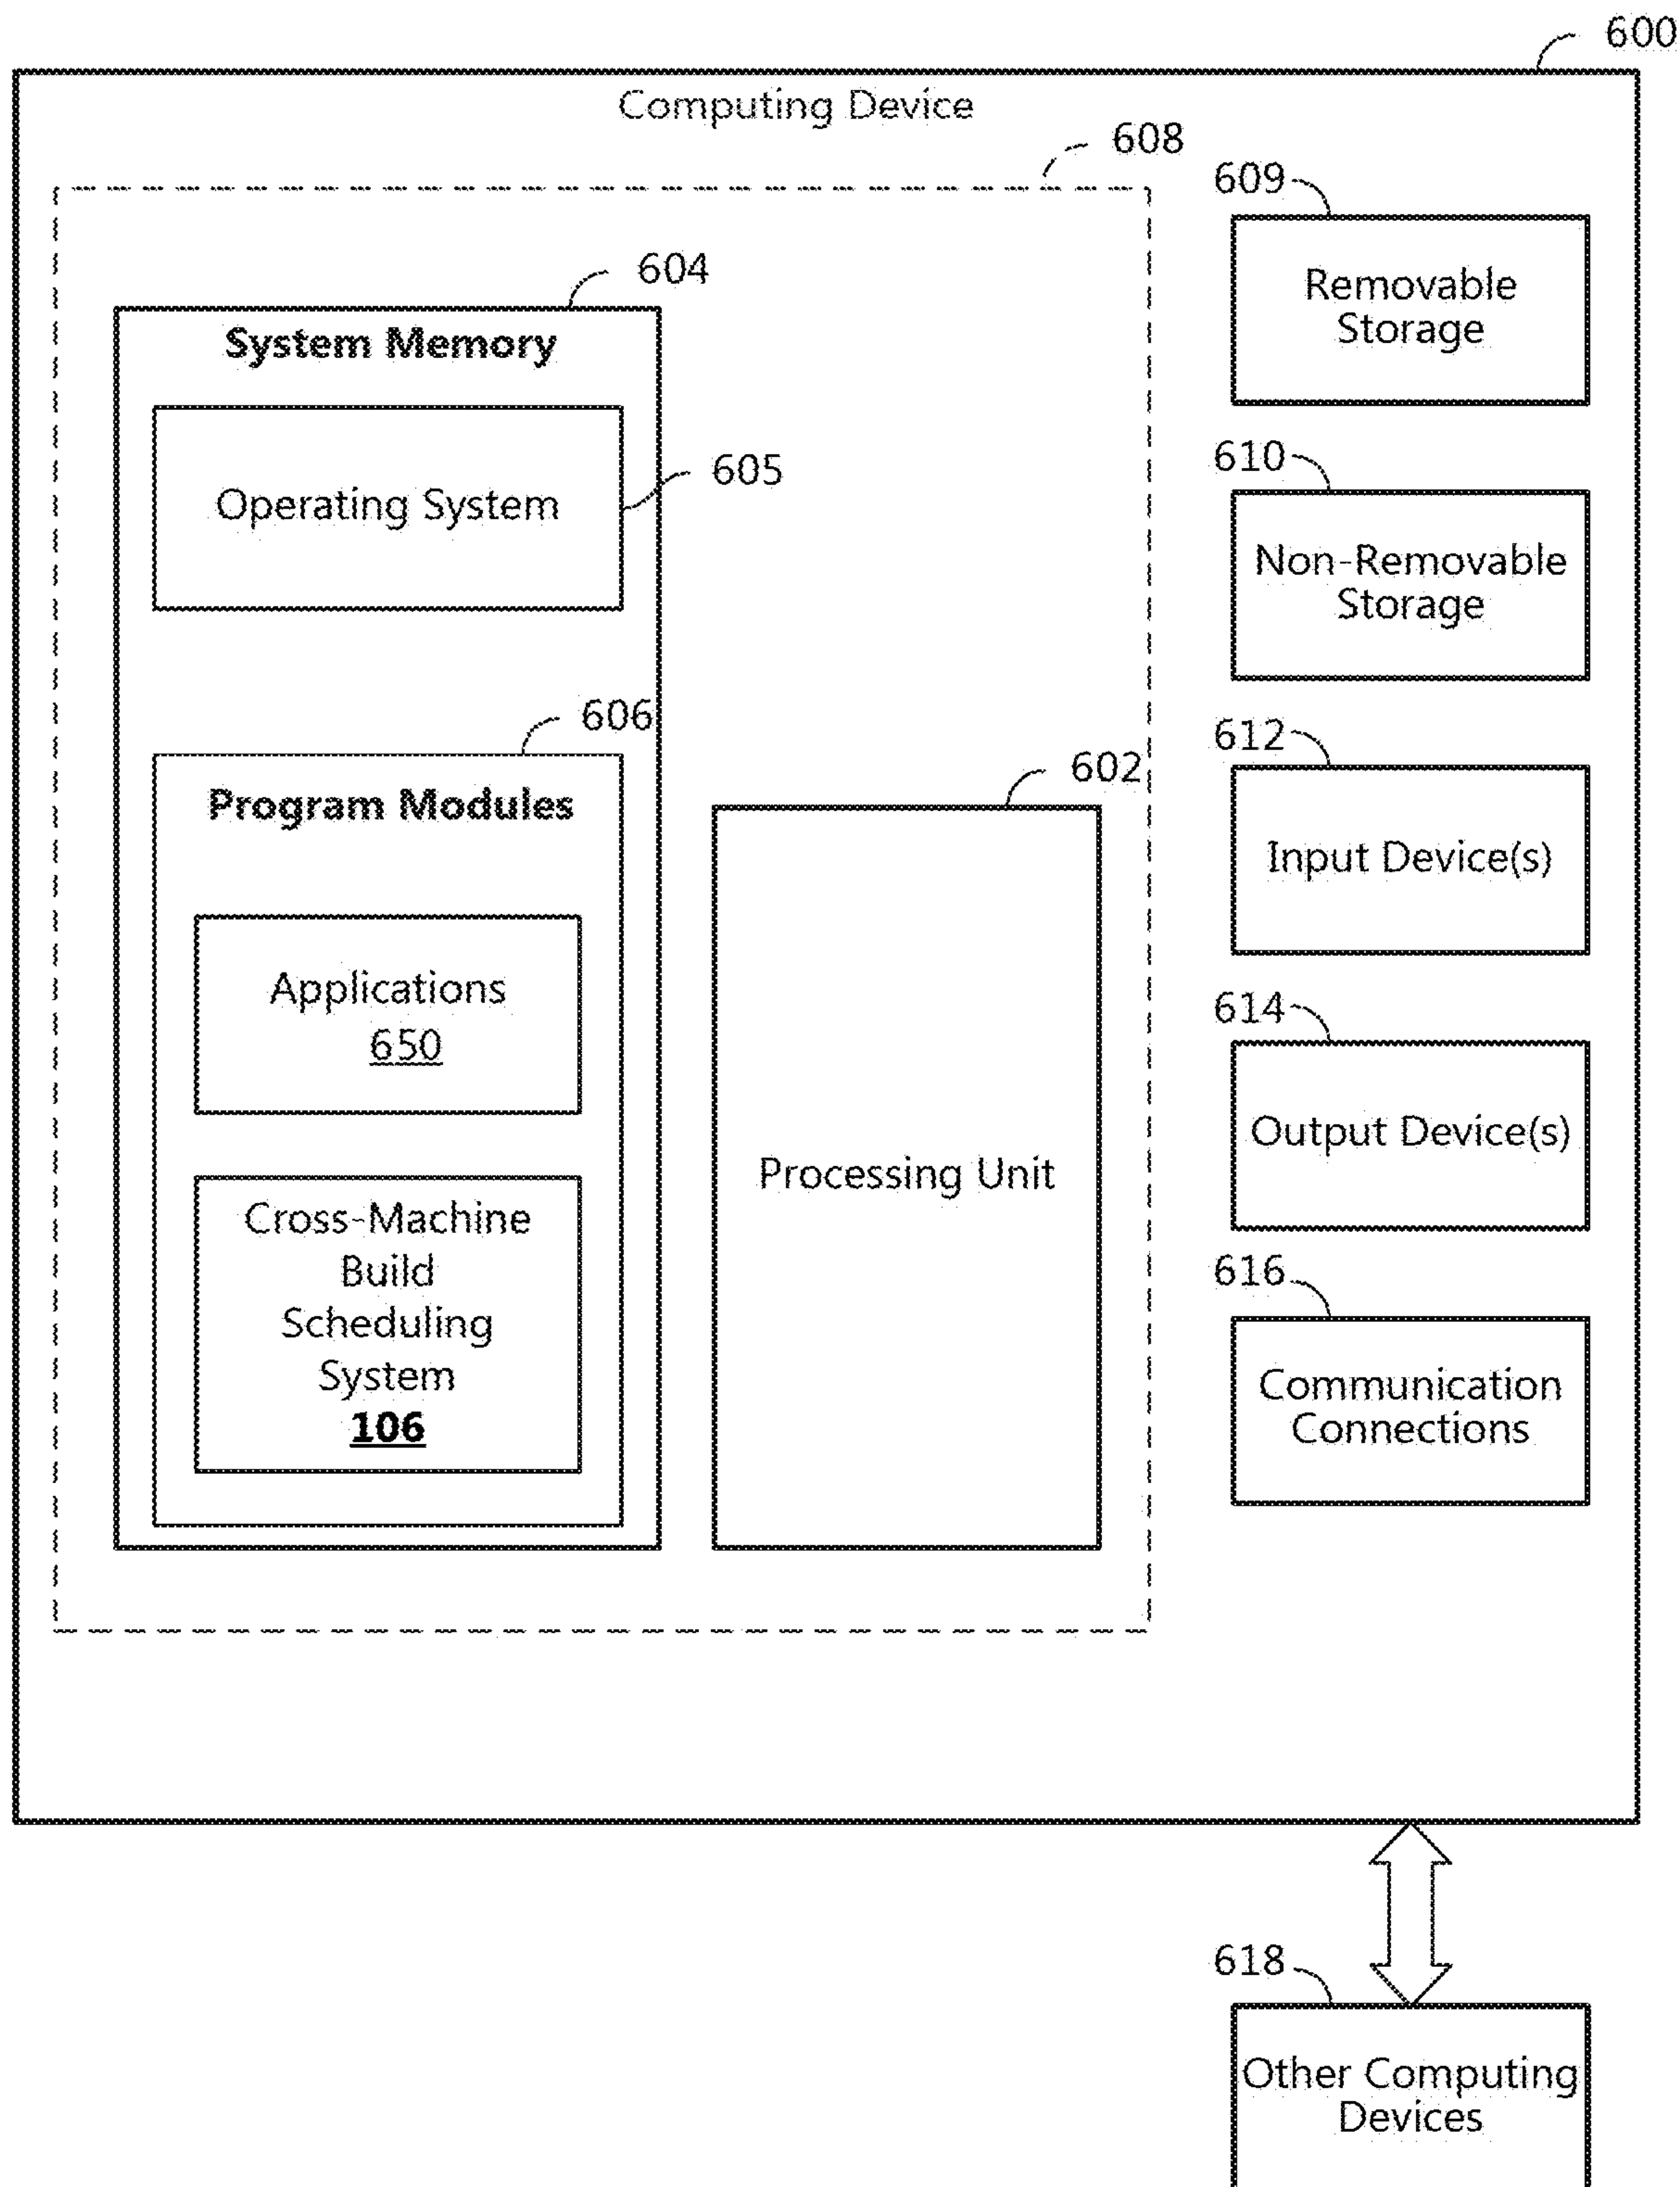 600
Computing Device
608
609
Removable
Storage
604
System Memory
Operating System
605
610
Non-Removable
Storage
606
Program Modules
602
612
Input Device(s)
Applications
650
614
Output Device(s)
Processing Unit
Cross-Machine
Build
Scheduling
System
106
616
Communication
Connections
618
Other Computing
Devices